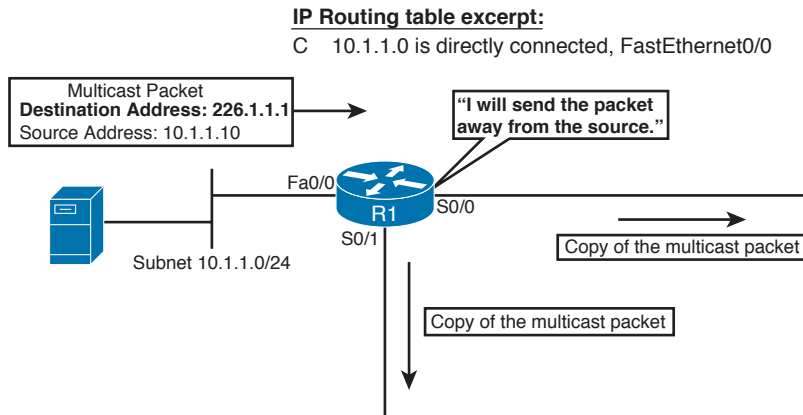 IP Routing table excerpt:
C 10.1.1.0 is directly connected, FastEthernet0/0
Multicast Packet
Destination Address: 226.1.1.1
Source Address: 10.1.1.10
“I will send the packet
away from the source.”
Fa0/0
R1
S0/0
S0/1
Subnet 10.1.1.0/24
Copy of the multicast packet
Copy of the multicast packet